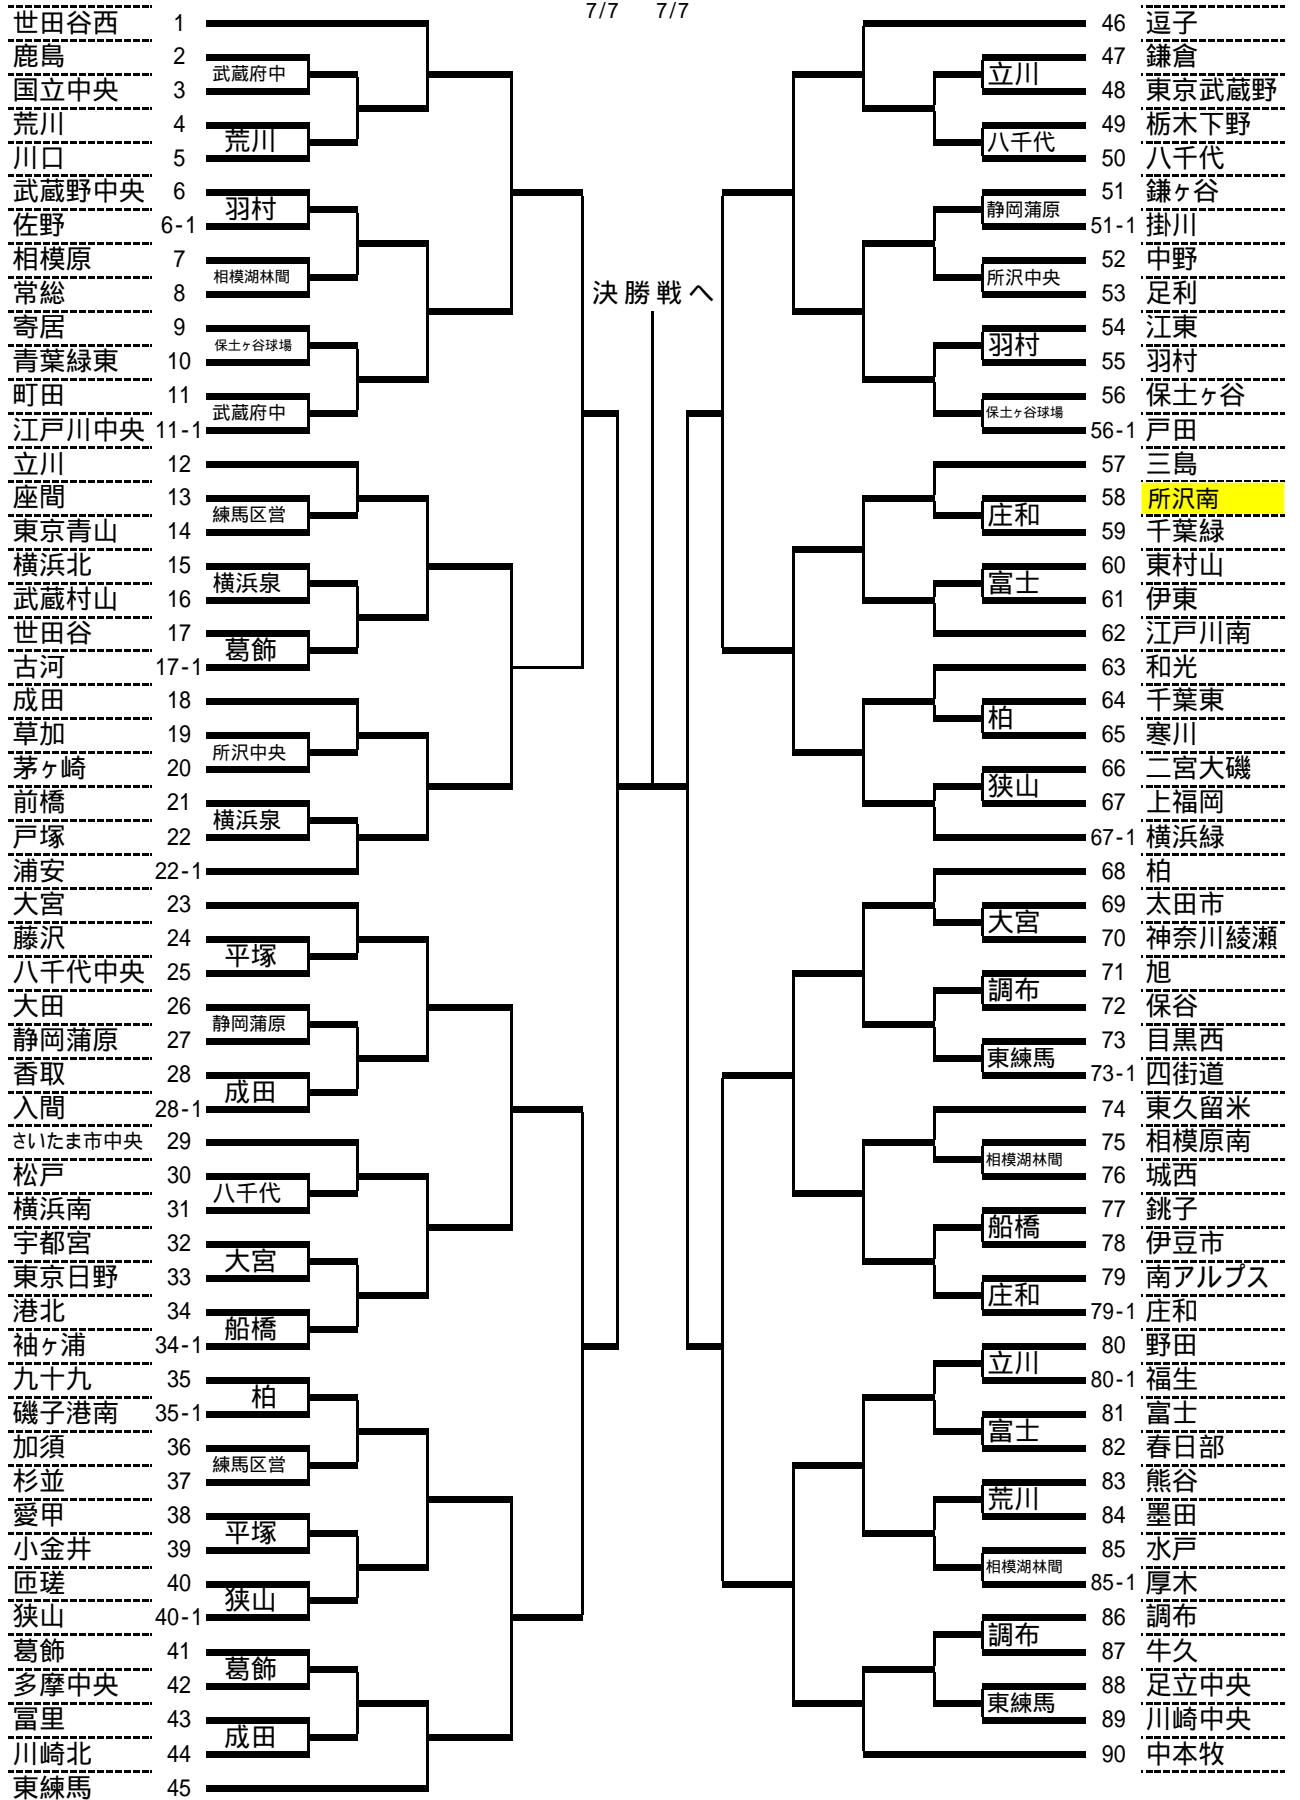 7/7 7/7
世田谷西 1
鹿島 2
武蔵府中
国立中央 3
荒川 4
荒川
川口 5
武蔵野中央 6
羽村
佐野 6-1
相模原 7
相模湖林間
常総 8
寄居 9
保土ヶ谷球場
青葉緑東 10
町田 11
武蔵府中
江戸川中央 11-1
立川 12
座間 13
練馬区営
東京青山 14
横浜北 15
横浜泉
武蔵村山 16
世田谷 17
葛飾
古河 17-1
成田 18
草加 19
所沢中央
茅ヶ崎 20
前橋 21
横浜泉
戸塚 22
浦安 22-1
大宮 23
藤沢 24
平塚
八千代中央 25
大田 26
静岡蒲原
静岡蒲原 27
香取 28
成田
入間 28-1
さいたま市中央 29
松戸 30
八千代
横浜南 31
宇都宮 32
大宮
東京日野 33
港北 34
船橋
袖ヶ浦 34-1
九十九 35
柏
磯子港南 35-1
加須 36
練馬区営
杉並 37
愛甲 38
平塚
小金井 39
匝瑳 40
狭山
狭山 40-1
葛飾 41
葛飾
多摩中央 42
冨里 43
成田
川崎北 44
東練馬 45
決勝戦へ
46 逗子
47 鎌倉
立川
48 東京武蔵野
49 栃木下野
八千代
50 八千代
51 鎌ヶ谷
静岡蒲原
51-1 掛川
52 中野
所沢中央
53 足利
54 江東
羽村
55 羽村
56 保土ヶ谷
保土ヶ谷球場
56-1 戸田
57 三島
58 所沢南
庄和
59 千葉緑
60 東村山
富士
61 伊東
62 江戸川南
63 和光
64 千葉東
柏
65 寒川
66 二宮大磯
狭山
67 上福岡
67-1 横浜緑
68 柏
69 太田市
大宮
70 神奈川綾瀬
71 旭
調布
72 保谷
73 目黒西
東練馬
73-1 四街道
74 東久留米
75 相模原南
相模湖林間
76 城西
77 銚子
船橋
78 伊豆市
79 南アルプス
庄和
79-1 庄和
80 野田
立川
80-1 福生
81 富士
富士
82 春日部
83 熊谷
荒川
84 墨田
85 水戸
相模湖林間
85-1 厚木
86 調布
調布
87 牛久
88 足立中央
東練馬
89 川崎中央
90 中本牧